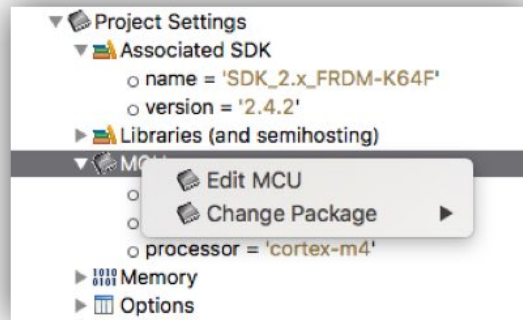 Project Settings
Associated SDK
name = 'SDK_2.x_FRDM-K64F'
version = '2.4.2'
Libraries (and semihosting)
Edit MCU
Change Package
processor = 'cortex-m4'
Memory
Options